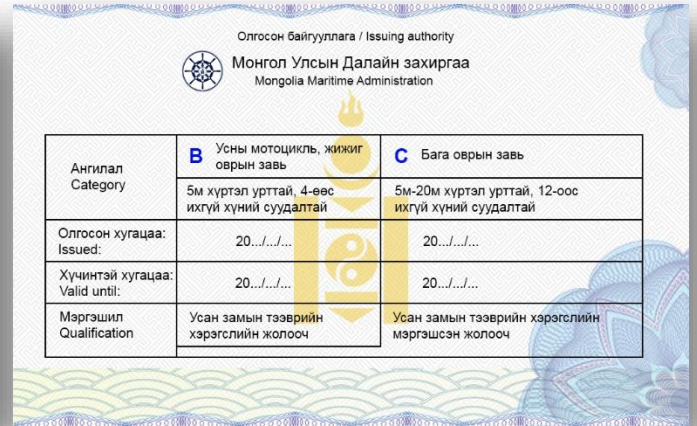 Олгосон байгууллага / Issuing authority
Монгол Улсын Далайн захиргаа
Mongolia Maritime Administration
Ангилал
Category
B Усны мотоцикль, жижиг
оврын завь
C Бага оврын завь
5м хүртэл урттай, 4-өөс
ихгүй хүний суудалтай
5м-20м хүртэл урттай, 12-оос
ихгүй хүний суудалтай
Олгосон хугацаа:
Issued:
20.../.../...
20.../.../...
Хүчинтэй хугацаа:
Valid until:
20.../.../...
20.../.../...
Мэргэшил
Qualification
Усан замын тээврийн
хэрэгслийн жолооч
Усан замын тээврийн хэрэгслийн
мэргэшсэн жолооч